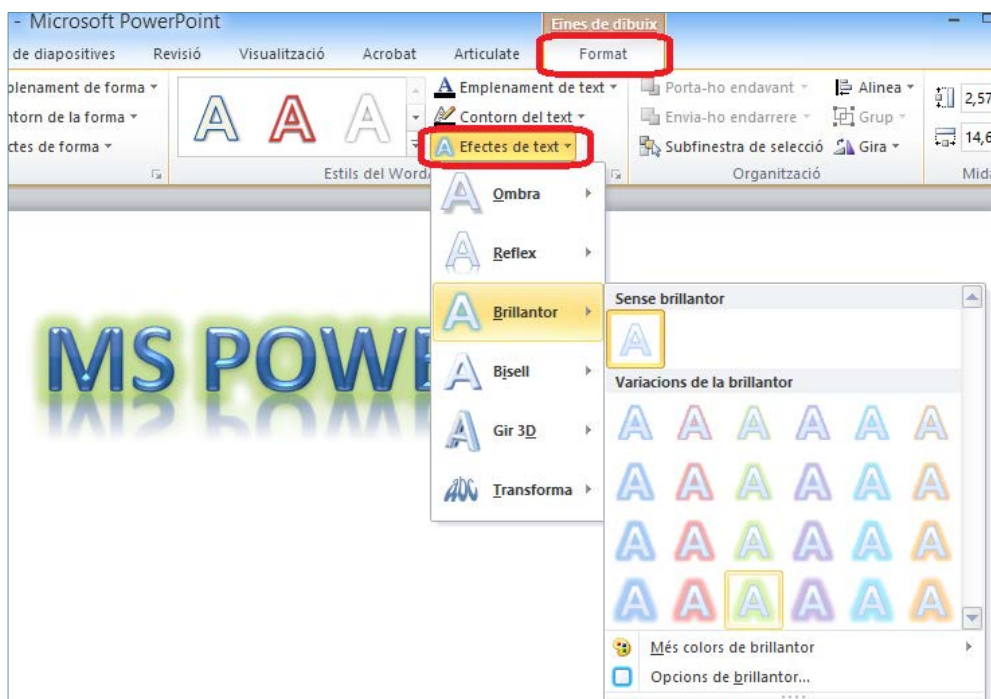 - Microsoft PowerPoint
Eines de dibuix
de diapositives Revisió Visualització Acrobat Articulate Format
plenament de forma
ntorn de la forma
ctes de forma
A A A
Emplenament de text
Contorn del text
Efectes de text
Estils del Word
Porta-ho endavant
Envia-ho endarrere
Subfinestra de selecció
Alinea
Grup
Gira
Organització
2,57
14,6
Mida
Ombra
Reflex
Brillantor
Bisell
Gir 3D
Transforma
MS POWE
Sense brillantor
A
Variacions de la brillantor
A A A A A A
A A A A A A
A A A A A A
A A A A A A
Més colors de brillantor
Opcions de brillantor...